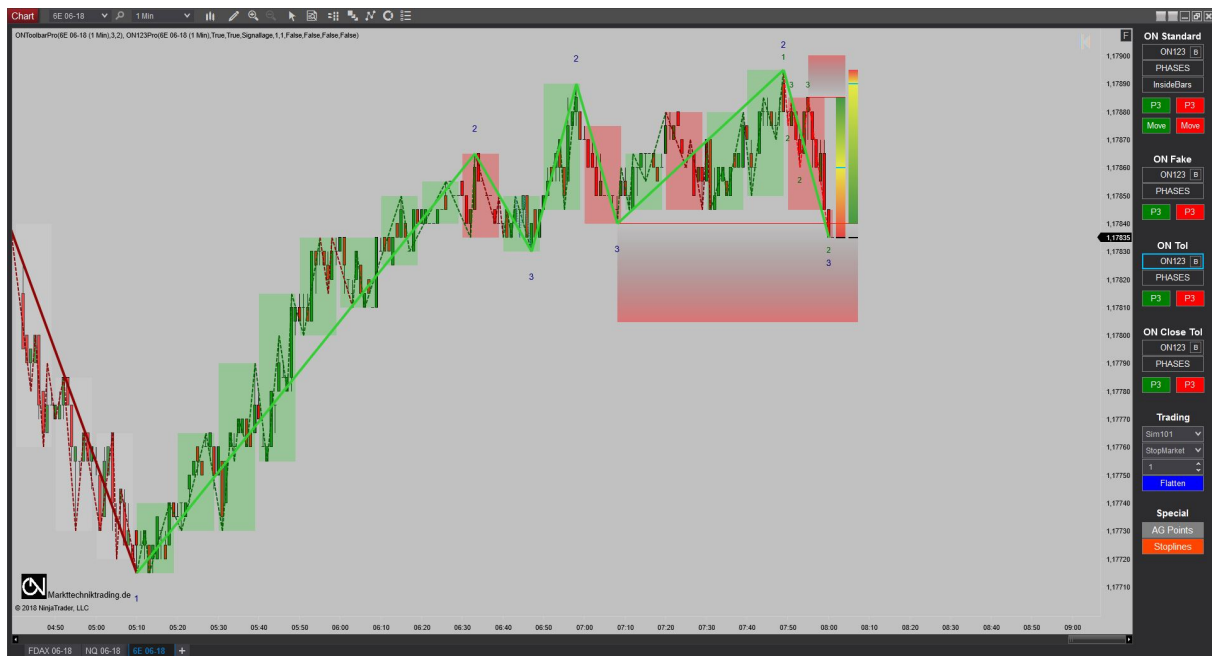 Chart 6E 06-18 1 Min
ONToolbarPro(6E 06-18 (1 Min),3,2), ON123Pro(6E 06-18 (1 Min),True,True,Signallage,1,1,False,False,False,False)
F
2
1
2
2
3
3
2
2
3
3
2
3
1
1,17900
1,17890
1,17880
1,17870
1,17860
1,17850
1,17840
1,17835
1,17830
1,17820
1,17810
1,17800
1,17790
1,17780
1,17770
1,17760
1,17750
1,17740
1,17730
1,17720
1,17710
Markttechniktrading.de
© 2018 NinjaTrader, LLC
04:50 05:00 05:10 05:20 05:30 05:40 05:50 06:00 06:10 06:20 06:30 06:40 06:50 07:00 07:10 07:20 07:30 07:40 07:50 08:00 08:10 08:20 08:30 08:40 08:50 09:00
FDAX 06-18 NQ 06-18 6E 06-18 +
ON Standard
ON123 B
PHASES
InsideBars
P3 P3
Move Move
ON Fake
ON123 B
PHASES
P3 P3
ON Tol
ON123 B
PHASES
P3 P3
ON Close Tol
ON123 B
PHASES
P3 P3
Trading
Sim101
StopMarket
1
Flatten
Special
AG Points
Stoplines